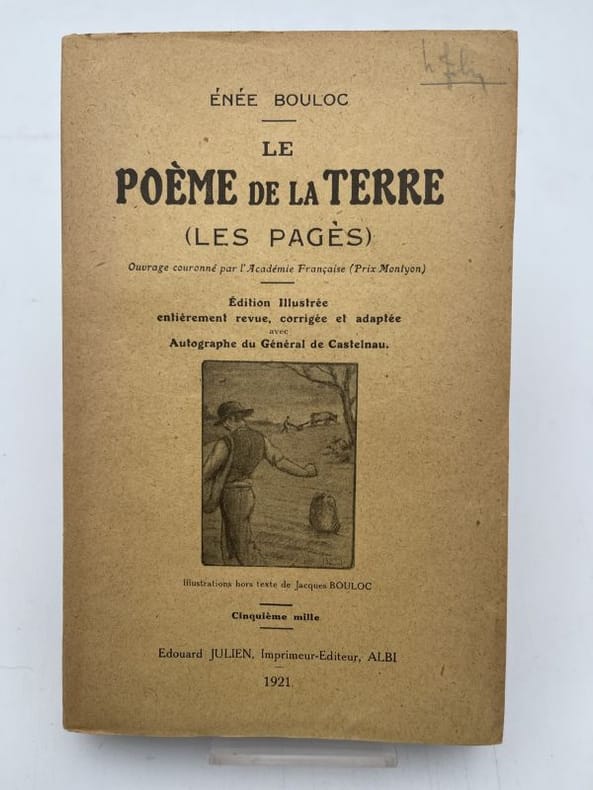 ÉNÉE BOULOC
LE
POÈME DE LA TERRE
(LES PAGÈS)
Ouvrage couronné par l'Académie Française (Prix Montyon)
Édition Illustrée
entièrement revue, corrigée et adaptée
avec
Autographe du Général de Castelnau.
Illustrations hors texte de Jacques BOULOC
Cinquième mille
Edouard JULIEN, Imprimeur-Editeur, ALBI
1921